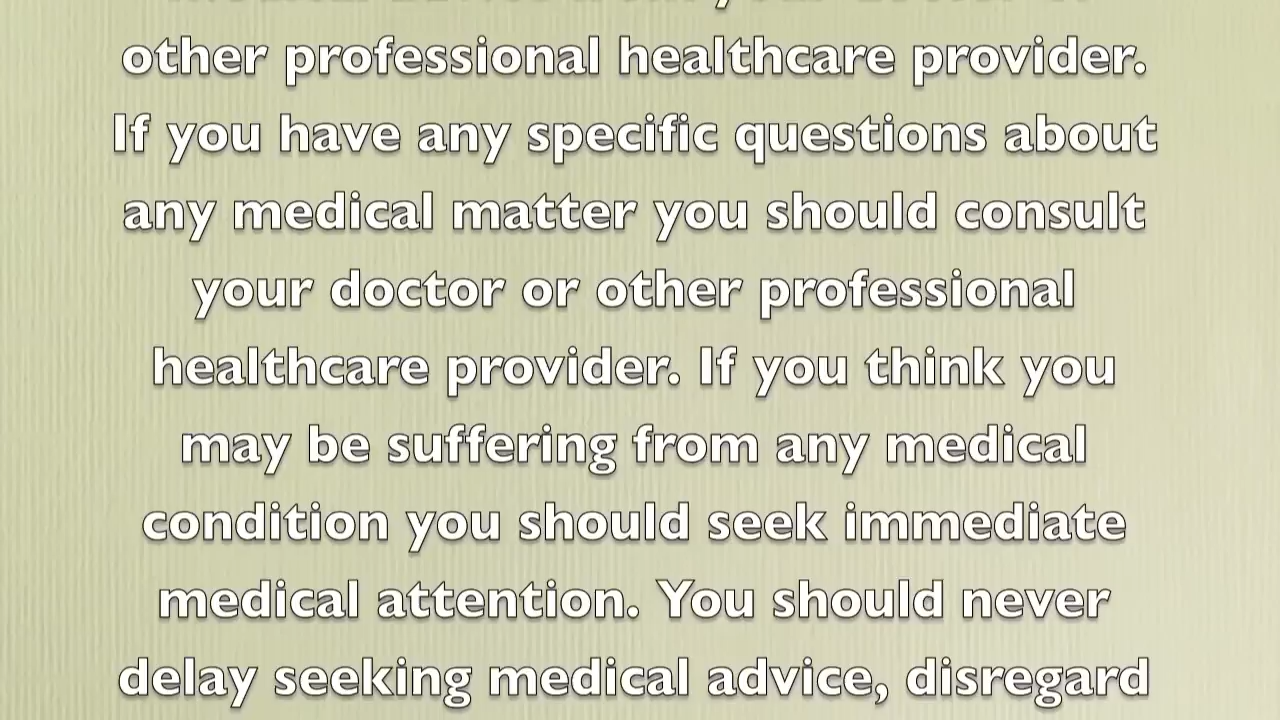 other professional healthcare provider.
If you have any specific questions about
any medical matter you should consult
your doctor or other professional
healthcare provider. If you think you
may be suffering from any medical
condition you should seek immediate
medical attention. You should never
delay seeking medical advice, disregard